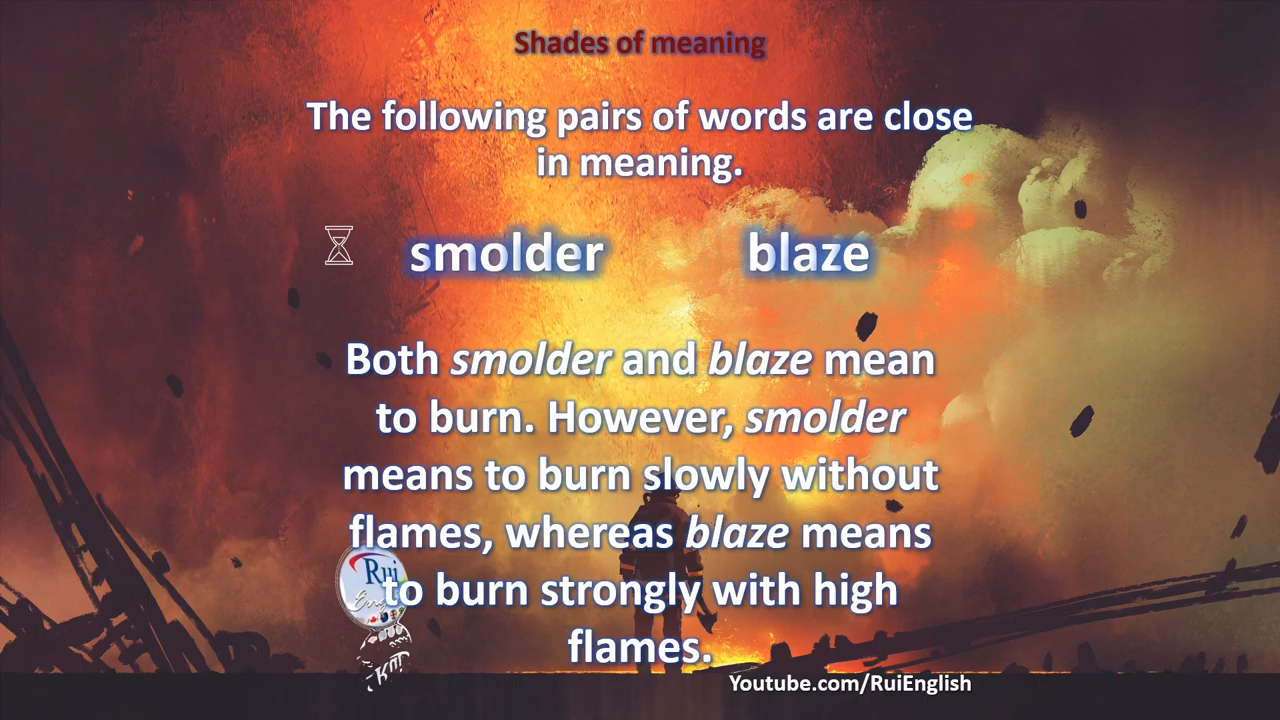 Shades of meaning
The following pairs of words are close
in meaning.
smolder blaze
Both smolder and blaze mean
to burn. However, smolder
means to burn slowly without
flames, whereas blaze means
Rui
to burn strongly with high
flames.
Youtube.com/RuiEnglish